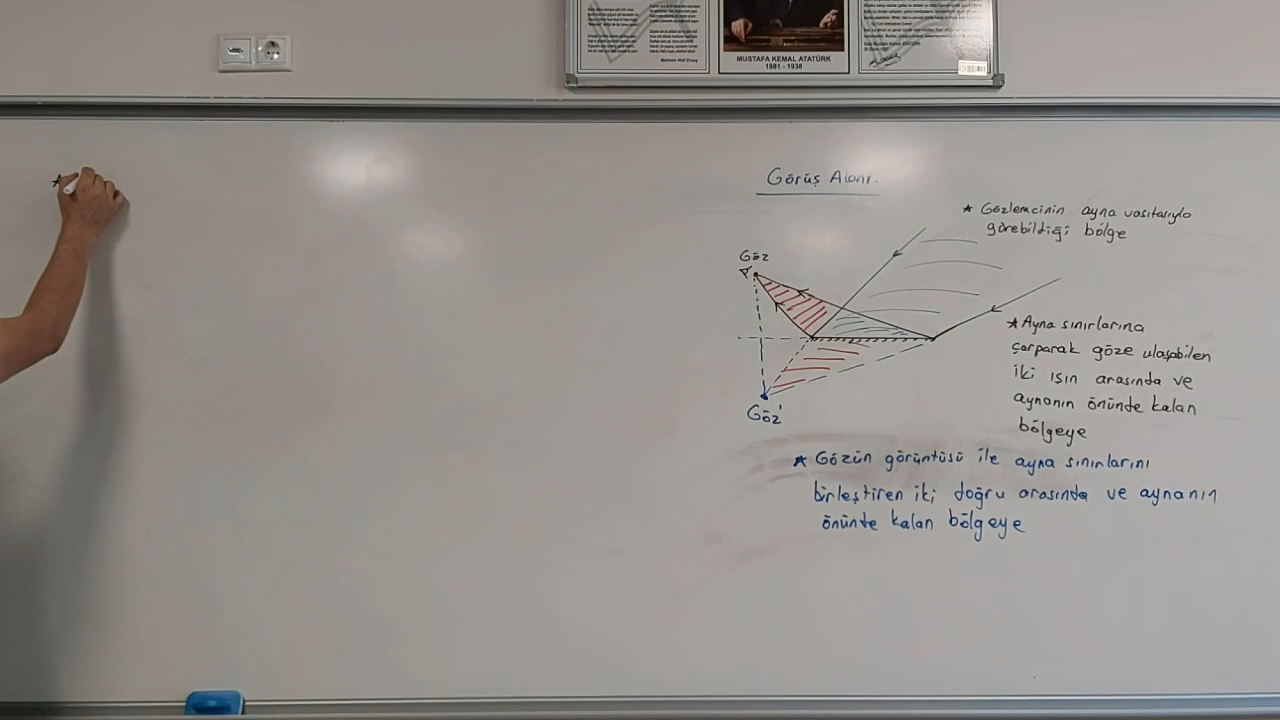 MUSTAFA KEMAL ATATÜRK
1881 - 1938
Görüş Alanı.
* Gözlemcinin ayna vasıtasıyla
görebildiği bölge
Göz
* Ayna sınırlarına
çarparak göze ulaşabilen
iki ışın arasında ve
aynanın önünde kalan
bölgeye
Göz'
* Gözün görüntüsü ile ayna sınırlarını
birleştiren iki doğru arasında ve aynanın
önünde kalan bölgeye